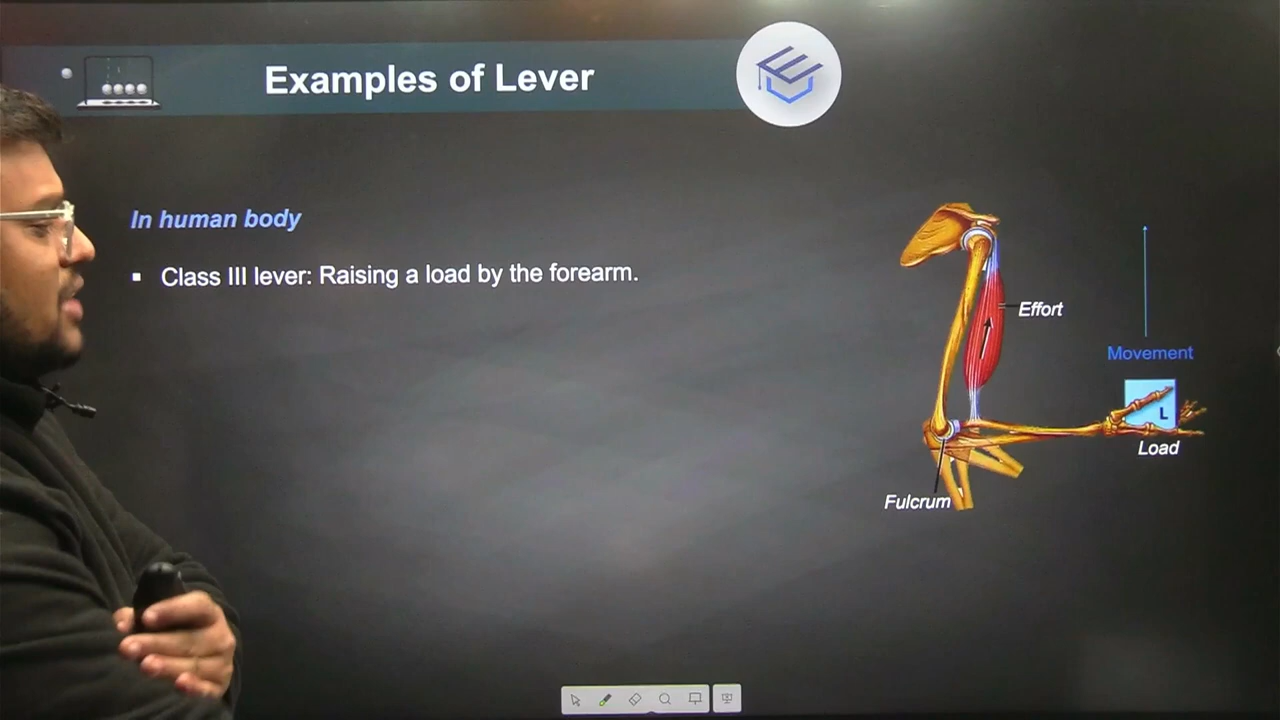 Examples of Lever
In human body
▪ Class III lever: Raising a load by the forearm.
Effort
Movement
L
Load
Fulcrum